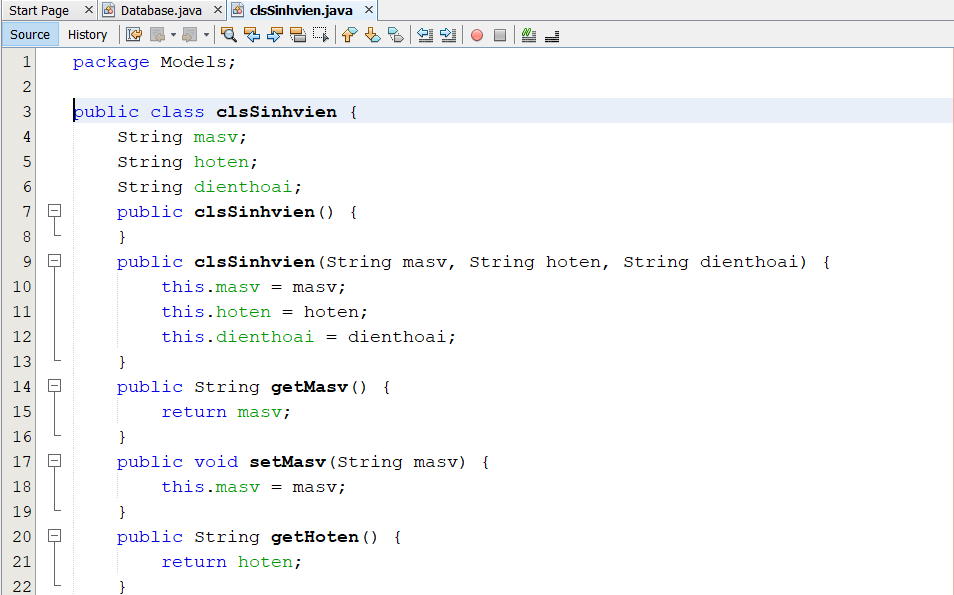 Start Page Database.java clsSinhvien.java
Source History
1 package Models;
2
3 public class clsSinhvien {
4 String masv;
5 String hoten;
6 String dienthoai;
7 public clsSinhvien() {
8 }
9 public clsSinhvien(String masv, String hoten, String dienthoai) {
10 this.masv = masv;
11 this.hoten = hoten;
12 this.dienthoai = dienthoai;
13 }
14 public String getMasv() {
15 return masv;
16 }
17 public void setMasv(String masv) {
18 this.masv = masv;
19 }
20 public String getHoten() {
21 return hoten;
22 }